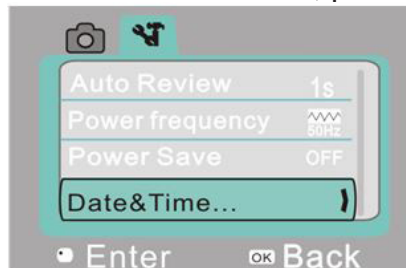 Auto Review 1s
Power frequency 50Hz
Power Save OFF
Date&Time...
Enter OK Back